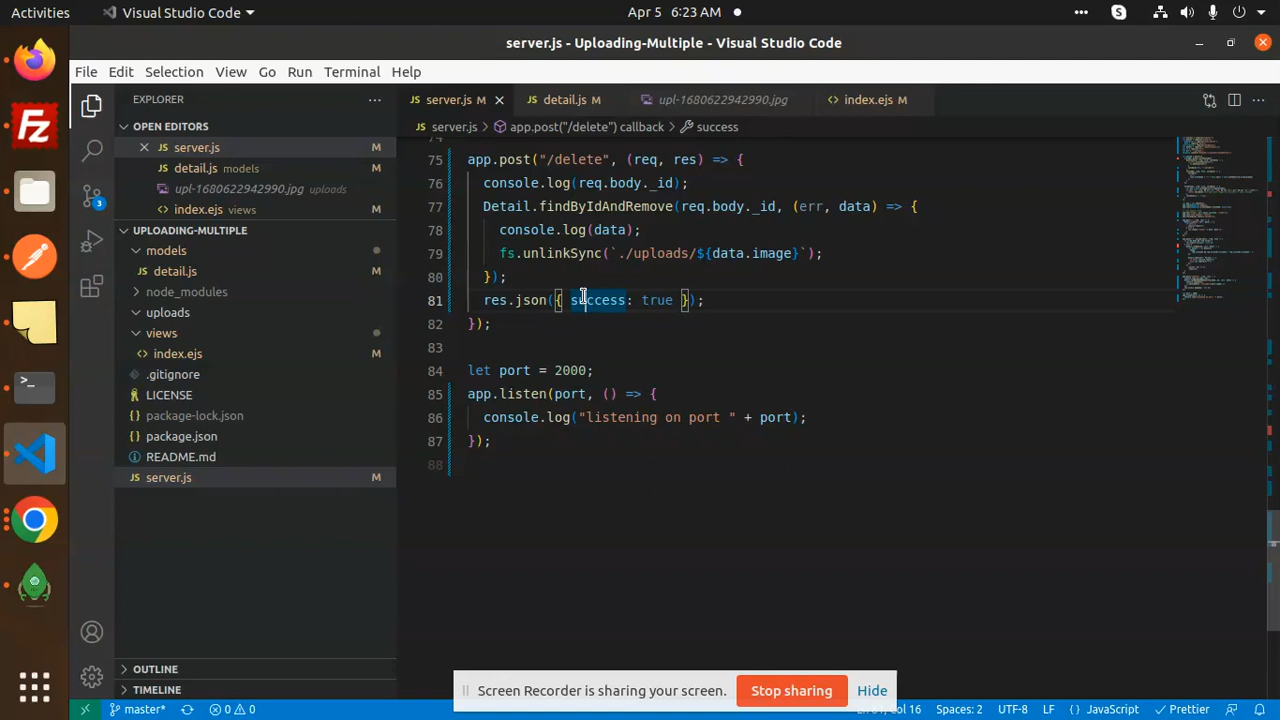 Activities
Visual Studio Code
Apr 5 6:23 AM
server.js - Uploading-Multiple - Visual Studio Code
File Edit Selection View Go Run Terminal Help
EXPLORER
server.js M
detail.js M
upl-1680622942990.jpg
index.ejs M
server.js > app.post("/delete") callback > success
OPEN EDITORS
server.js M
detail.js models M
upl-1680622942990.jpg uploads
index.ejs views M
UPLOADING-MULTIPLE
models
detail.js M
node_modules
uploads
views
index.ejs M
.gitignore
LICENSE
package-lock.json
package.json
README.md
server.js M
OUTLINE
TIMELINE
3
74
75 app.post("/delete", (req, res) => {
76 console.log(req.body._id);
77 Detail.findByIdAndRemove(req.body._id, (err, data) => {
78 console.log(data);
79 fs.unlinkSync(`./uploads/${data.image}`);
80 });
81 res.json({ success: true });
82 });
83
84 let port = 2000;
85 app.listen(port, () => {
86 console.log("listening on port " + port);
87 });
88
Screen Recorder is sharing your screen.
Stop sharing
Hide
master* 0 0
Ln 81, Col 16 Spaces: 2 UTF-8 LF { } JavaScript Prettier